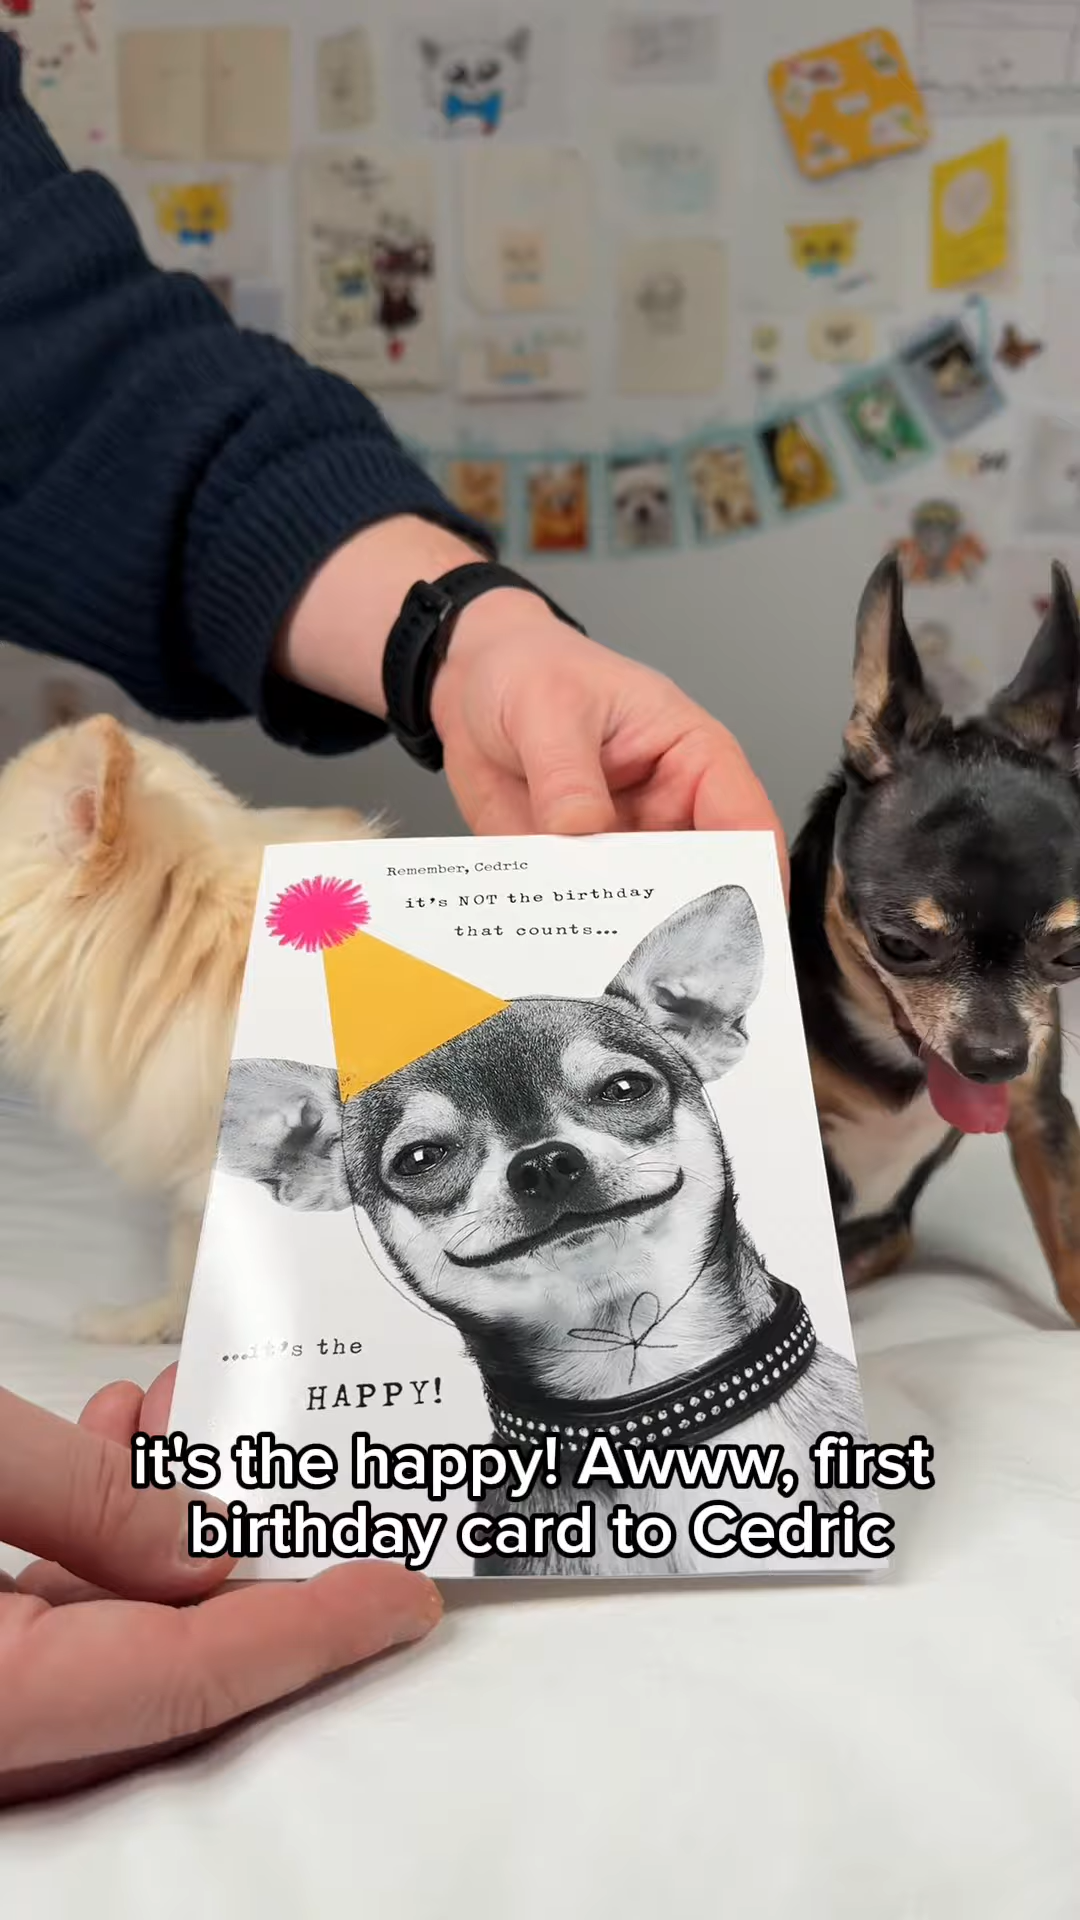 Remember, Cedric
it's NOT the birthday
that counts...
...it's the
HAPPY!
it's the happy! Awww, first
birthday card to Cedric